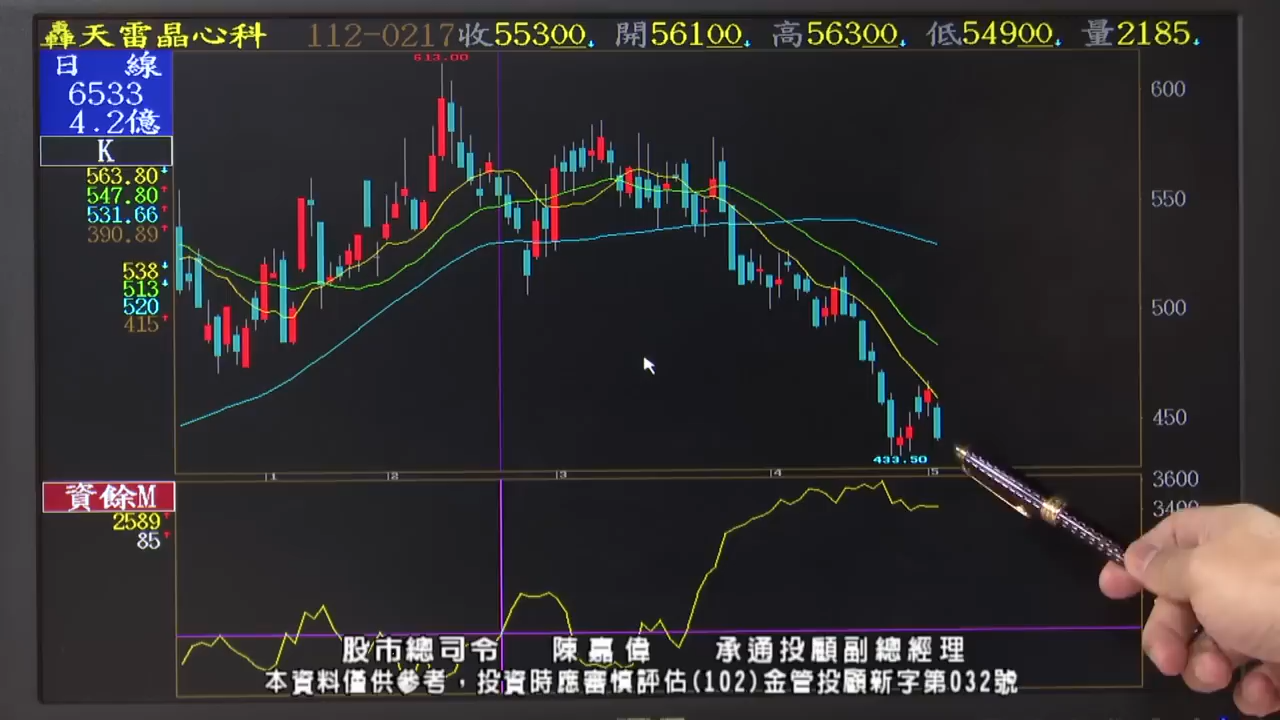 轟天雷晶心科 112-0217 收55300 開56100 高56300 低54900 量2185
613.00
日 線
6533
4.2億
K
563.80
547.80
531.66
390.89
538
513
520
415
600
550
500
450
433.50
1 2 3 4 5
資餘M
2589
85
3600
3400
股市總司令 陳嘉偉 承通投顧副總經理
本資料僅供參考，投資時應審慎評估(102)金管投顧新字第032號